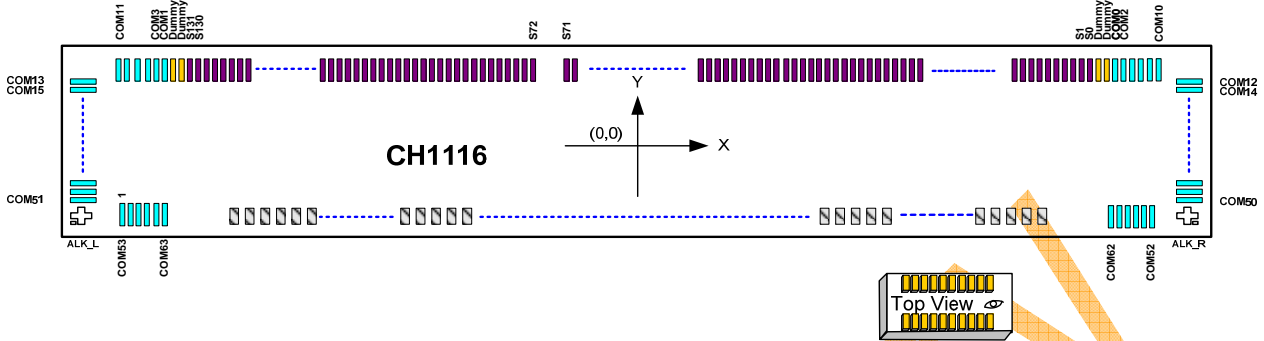 COM11
COM3
COM1
Dummy
Dummy
S131
S130
S72
S71
S1
S0
Dummy
Dummy
COM0
COM2
COM10
COM13
COM15
COM12
COM14
Y
(0,0)
X
CH1116
COM51
1
COM50
ALK_L
ALK_R
COM53
COM63
COM62
COM52
Top View